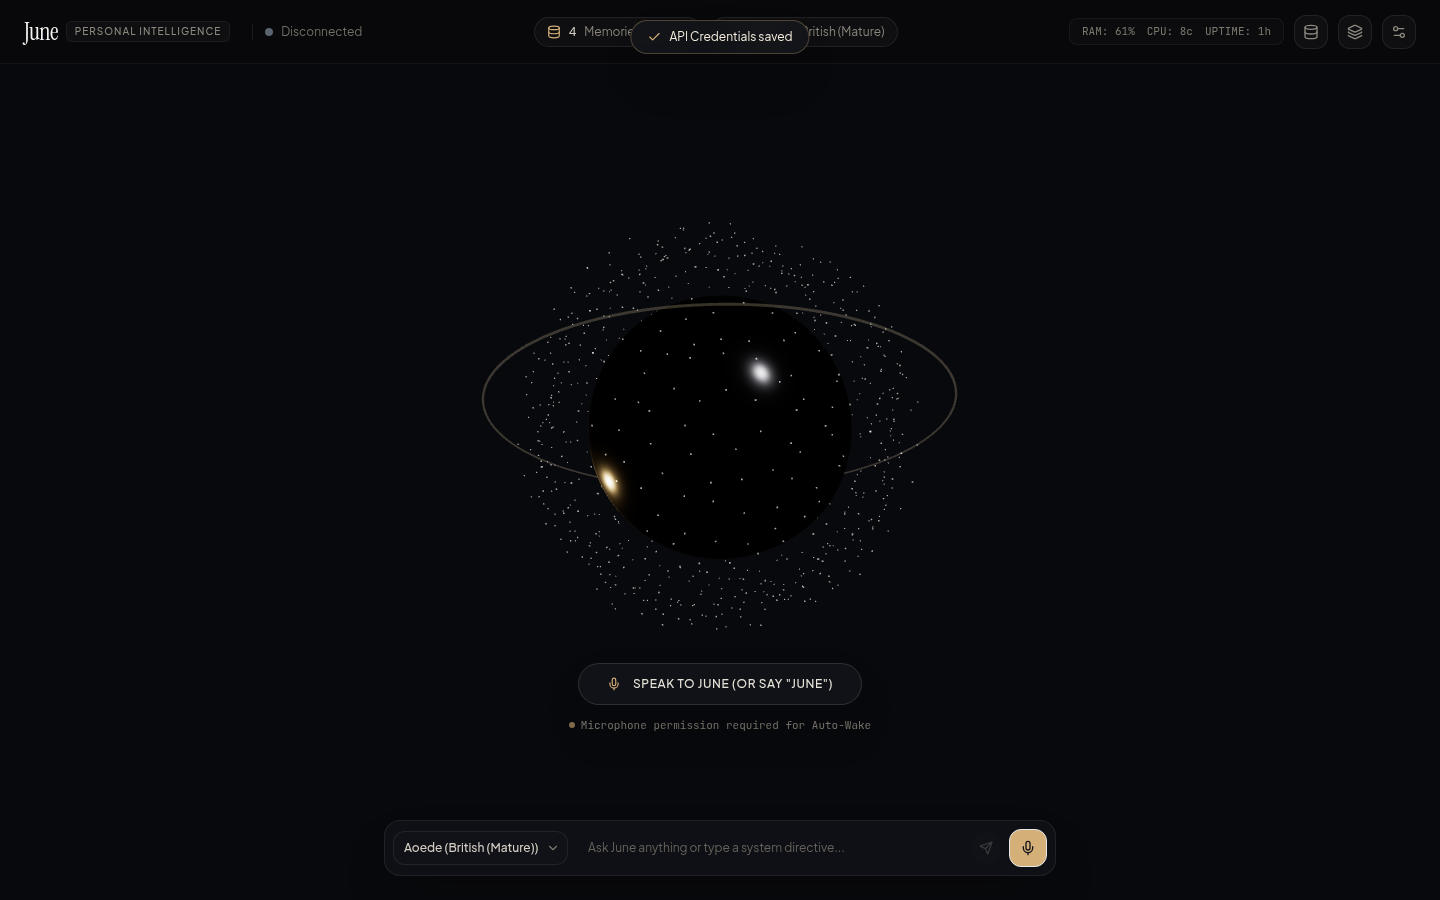 June PERSONAL INTELLIGENCE Disconnected
4 Memorie
API Credentials saved
ritish (Mature)
RAM: 61% CPU: 8c UPTIME: 1h
SPEAK TO JUNE (OR SAY "JUNE")
Microphone permission required for Auto-Wake
Aoede (British (Mature)) Ask June anything or type a system directive...